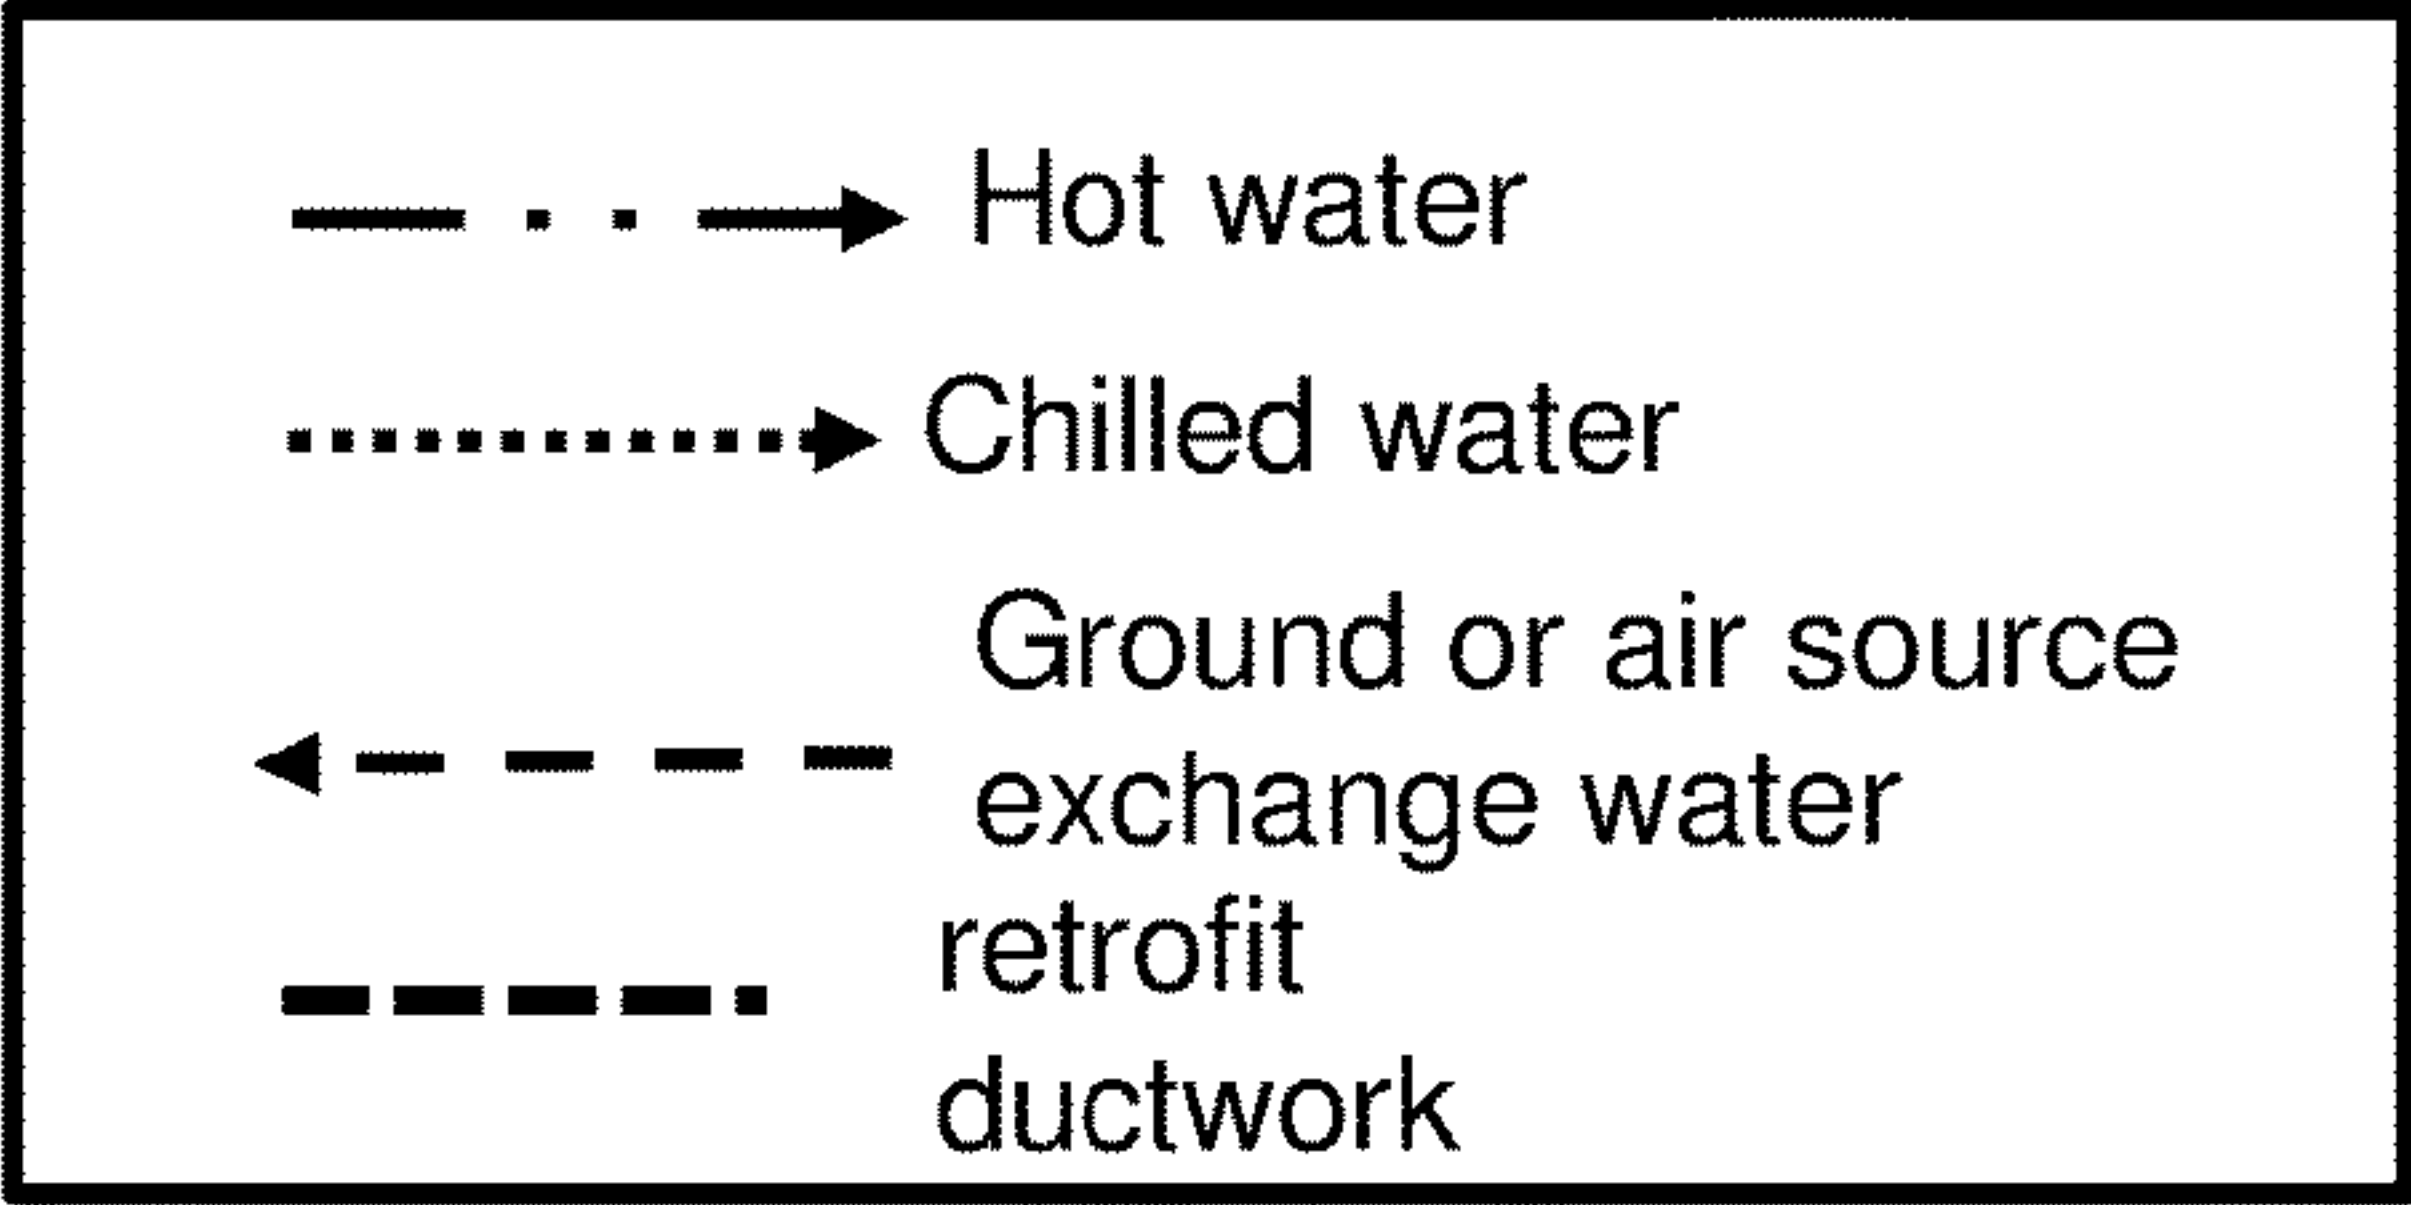 Hot water
Chilled water
Ground or air source
exchange water
retrofit
ductwork